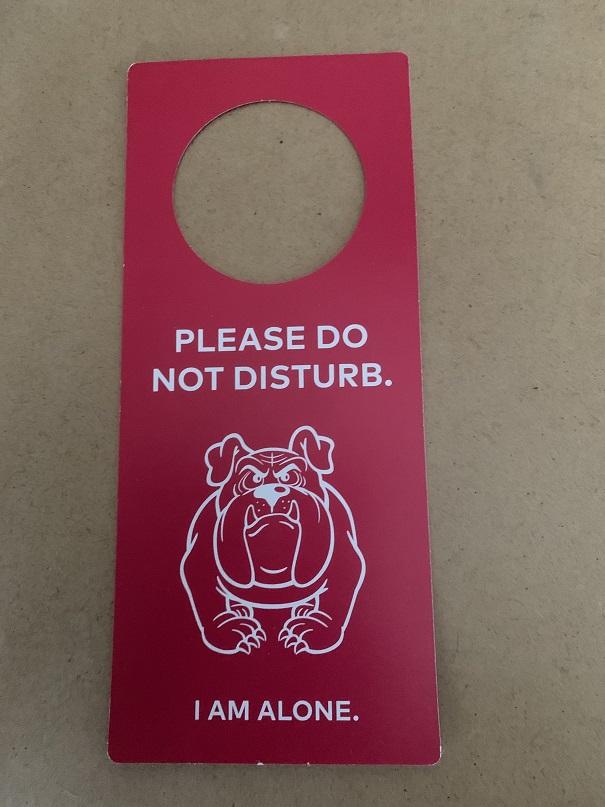 PLEASE DO
NOT DISTURB.
I AM ALONE.